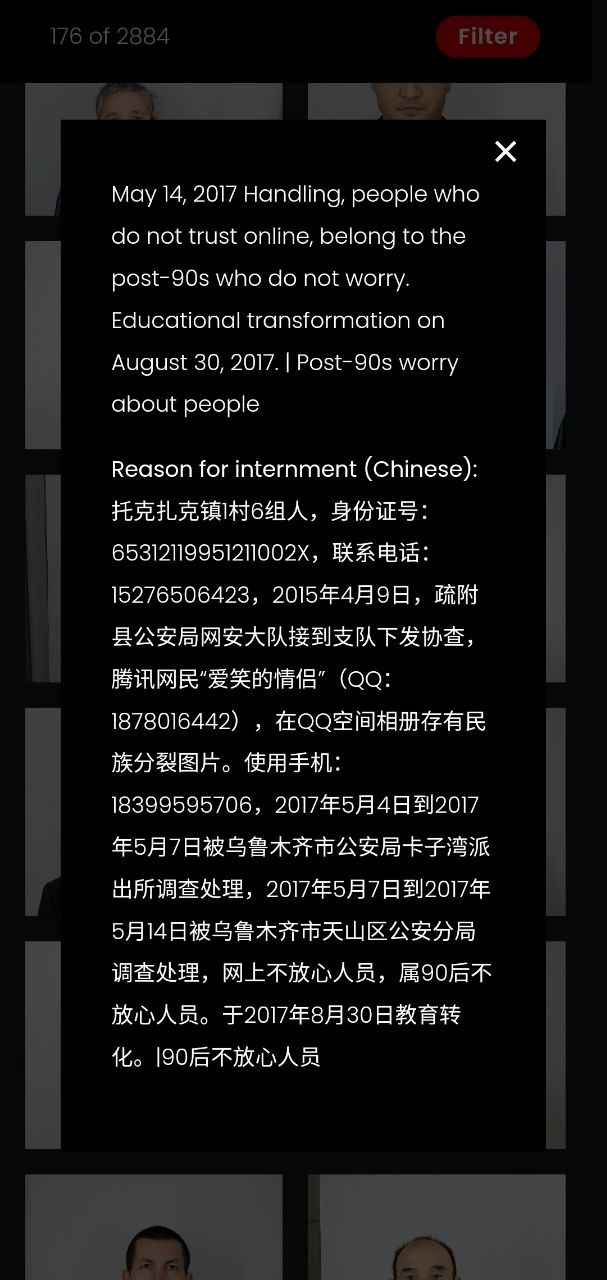 176 of 2884
Filter
May 14, 2017 Handling, people who
do not trust online, belong to the
post-90s who do not worry.
Educational transformation on
August 30, 2017. | Post-90s worry
about people
Reason for internment (Chinese):
托克扎克镇1村6组人，身份证号：
65312119951211002X，联系电话：
15276506423，2015年4月9日，疏附
县公安局网安大队接到支队下发协查，
腾讯网民“爱笑的情侣”（QQ：
1878016442），在QQ空间相册存有民
族分裂图片。使用手机：
18399595706，2017年5月4日到2017
年5月7日被乌鲁木齐市公安局卡子湾派
出所调查处理，2017年5月7日到2017年
5月14日被乌鲁木齐市天山区公安分局
调查处理，网上不放心人员，属90后不
放心人员。于2017年8月30日教育转
化。|90后不放心人员